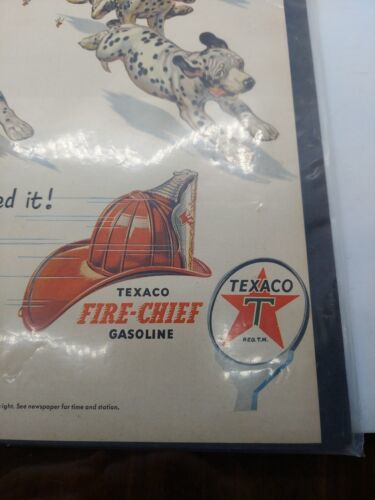 ed it!
TEXACO
FIRE-CHIEF
GASOLINE
TEXACO
T
REG. T.M.
ight. See newspaper for time and station.